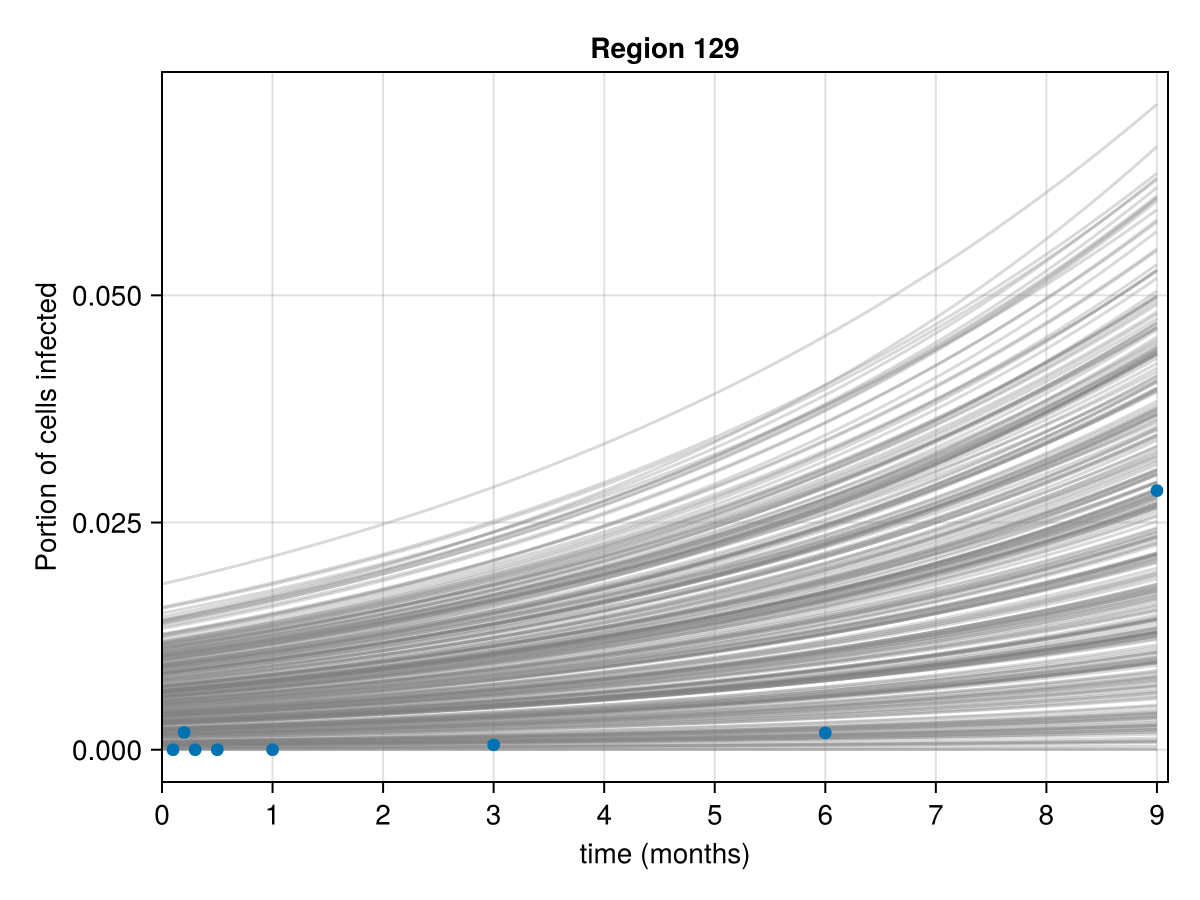 Region 129
Portion of cells infected
0.050
0.025
0.000
0 1 2 3 4 5 6 7 8 9
time (months)